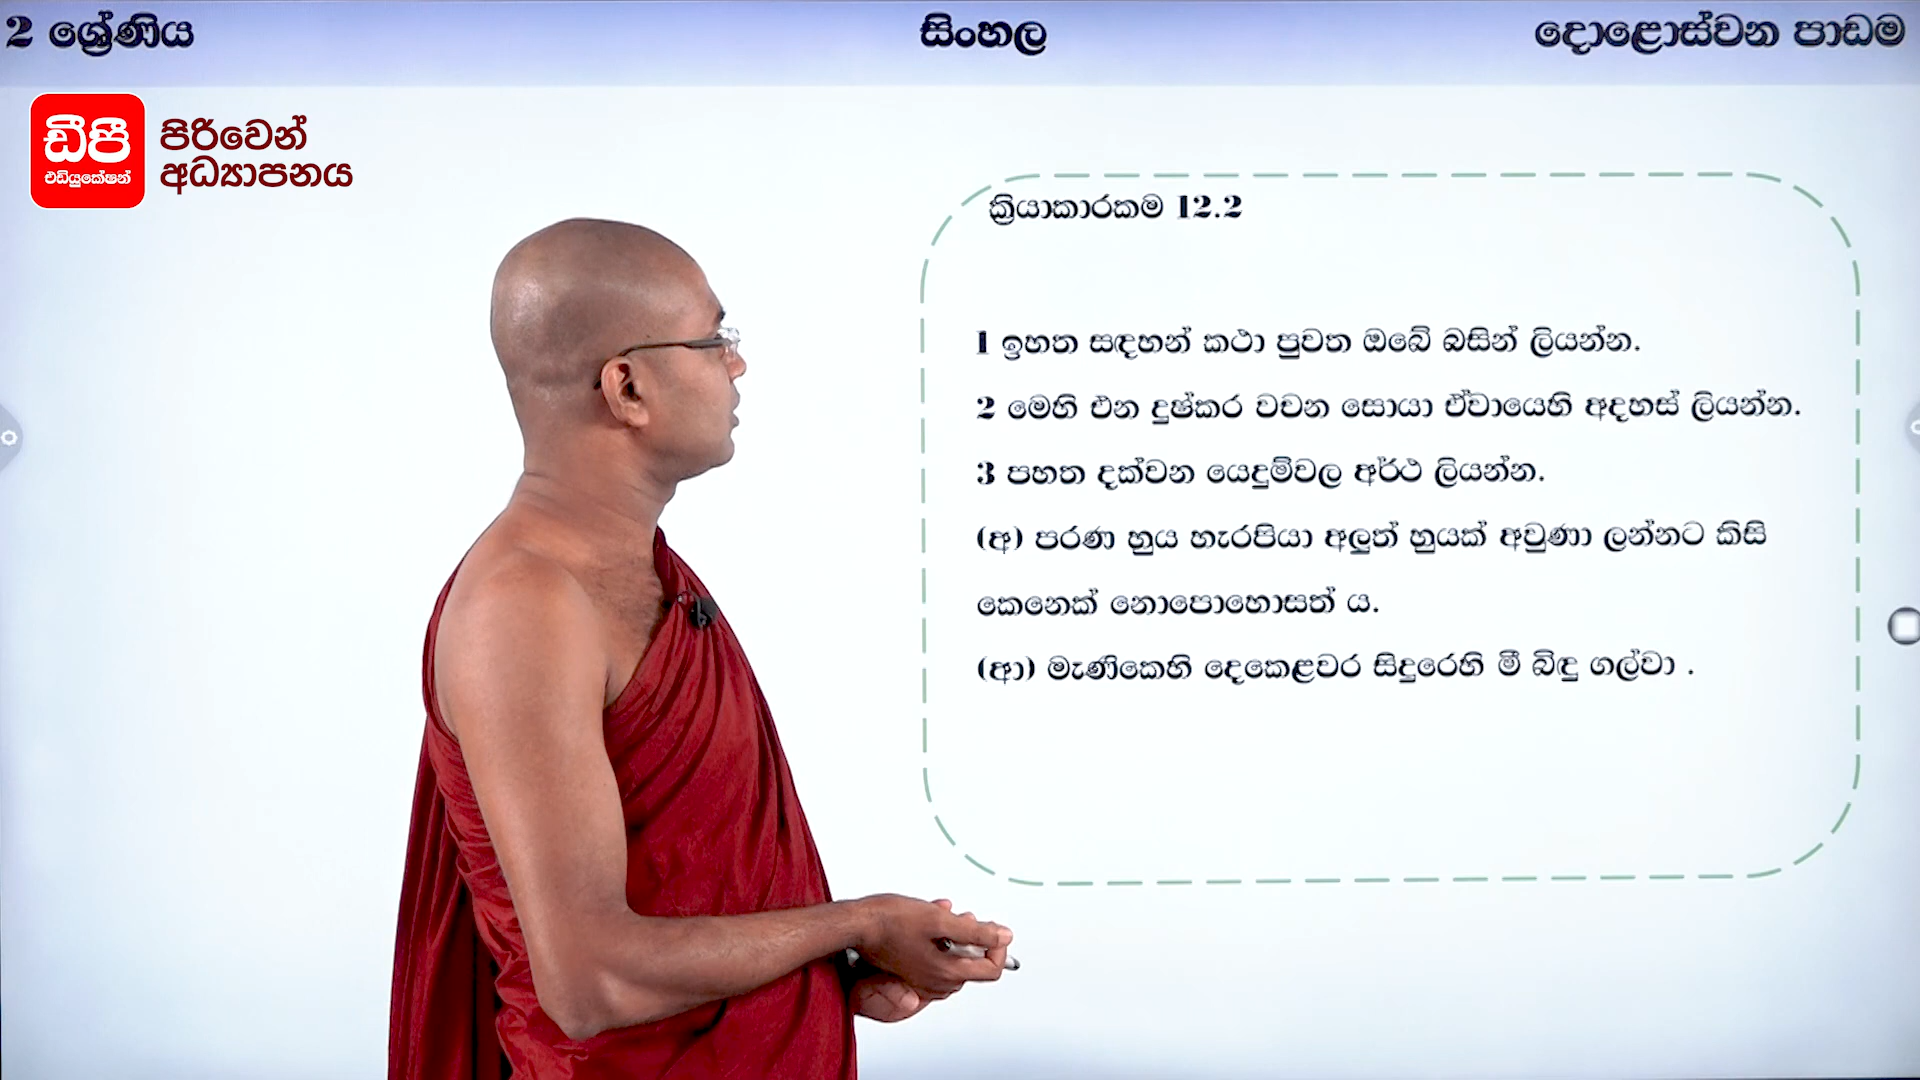 2 ශ්‍රේණිය
සිංහල
දොළොස්වන පාඩම
ඩීපී
එඩියුකේෂන්
පිරිවෙන්
අධ්‍යාපනය
ක්‍රියාකාරකම 12.2
1 ඉහත සඳහන් කථා පුවත ඔබේ බසින් ලියන්න.
2 මෙහි එන දුෂ්කර වචන සොයා ඒවායෙහි අදහස් ලියන්න.
3 පහත දක්වන යෙදුම්වල අර්ථ ලියන්න.
(අ) පරණ හුය හැරපියා අලුත් හුයක් අවුණා ලන්නට කිසි
කෙනෙක් නොපොහොසත් ය.
(ආ) මැණිකෙහි දෙකෙළවර සිදුරෙහි මී බිඳු ගල්වා .